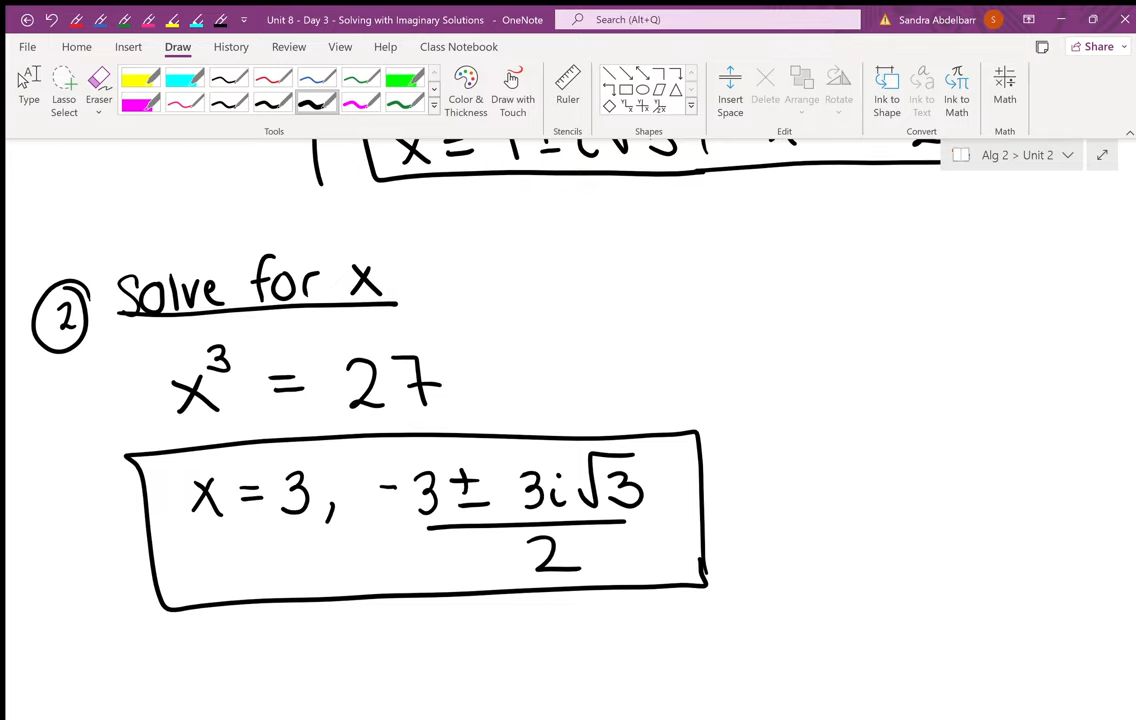 Unit 8 - Day 3 - Solving with Imaginary Solutions - OneNote
Search (Alt+Q)
Sandra Abdelbarr
S
File Home Insert Draw History Review View Help Class Notebook
Share
Type
Lasso Select
Eraser
Color & Thickness
Draw with Touch
Ruler
Shapes
Insert Space
Delete
Arrange
Rotate
Ink to Shape
Ink to Text
Ink to Math
Math
Tools
Stencils
Shapes
Edit
Convert
Math
Alg 2 > Unit 2
② Solve for x
x³ = 27
x = 3, -3 ± 3i√3
2